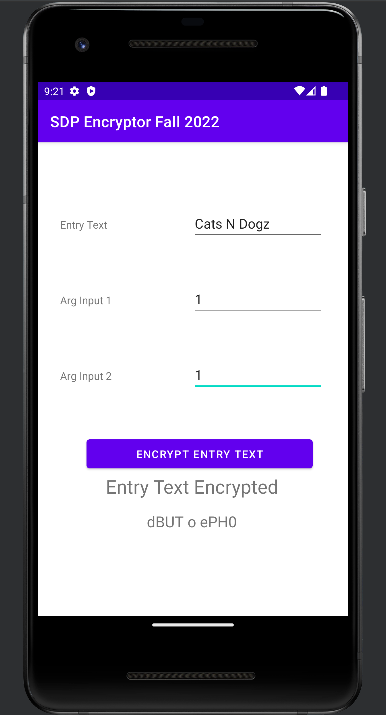 9:21
SDP Encryptor Fall 2022
Entry Text Cats N Dogz
Arg Input 1 1
Arg Input 2 1
ENCRYPT ENTRY TEXT
Entry Text Encrypted
dBUT o ePH0